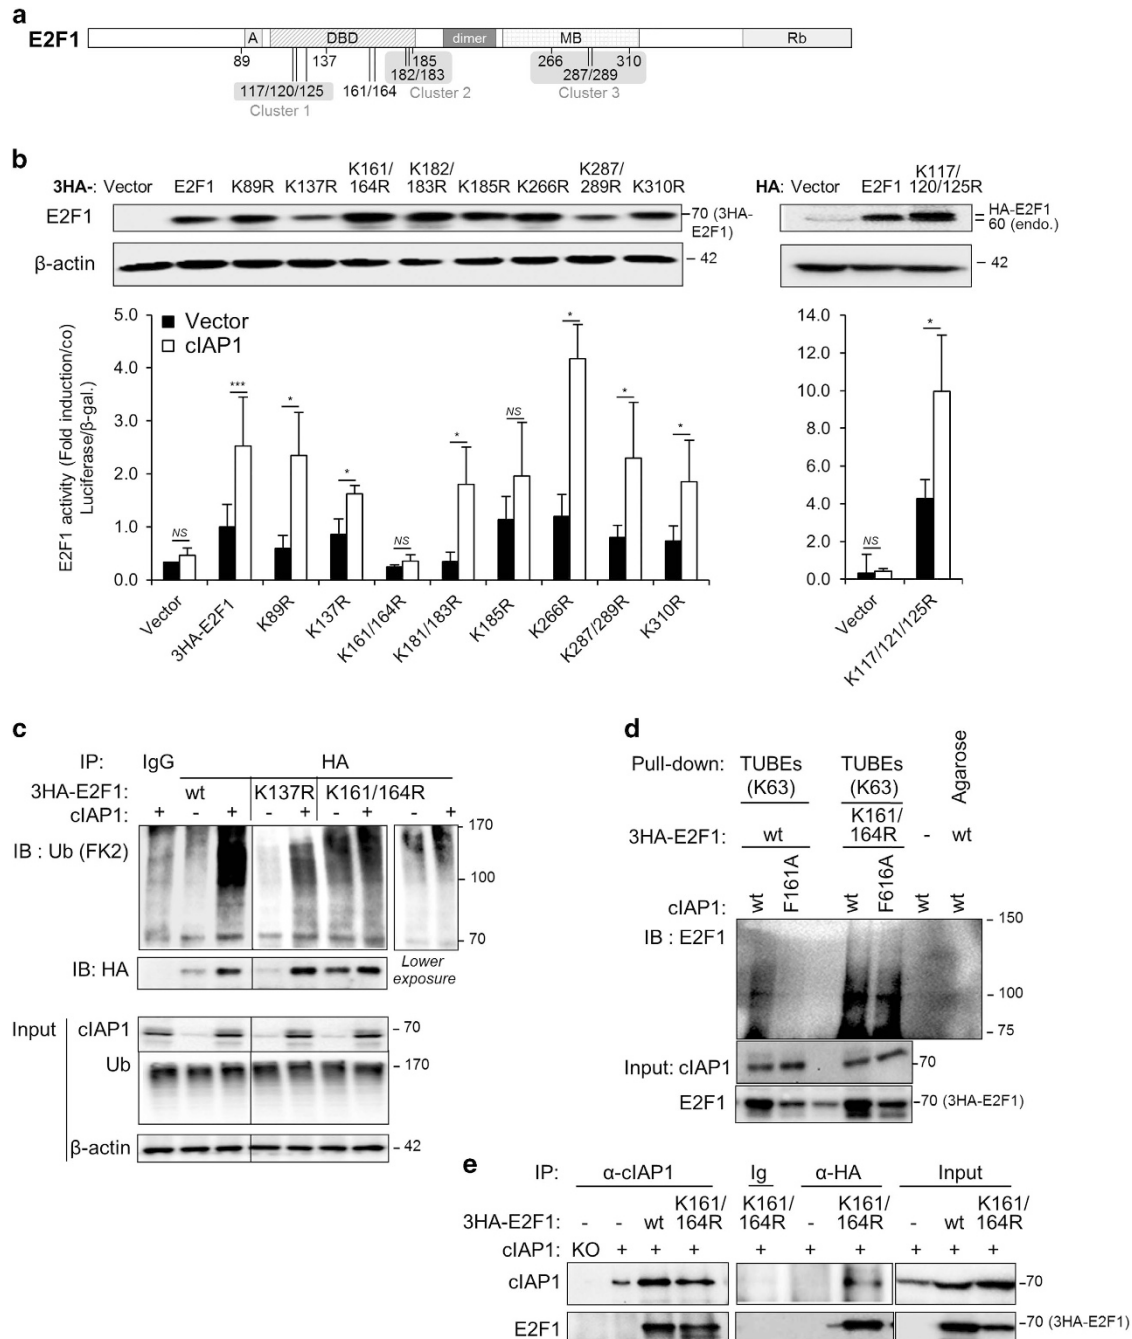 a
E2F1
A
DBD
dimer
MB
Rb
89
137
185
266
310
182/183
287/289
117/120/125
161/164
Cluster 2
Cluster 3
Cluster 1
b
3HA-: Vector E2F1 K89R K137R K161/164R K182/183R K185R K266R K287/289R K310R
HA: Vector E2F1 K117/120/125R
E2F1
70 (3HA-E2F1)
HA-E2F1
60 (endo.)
β-actin
42
42
E2F1 activity (Fold induction/co)
Luciferase/β-gal.)
5.0
4.0
3.0
2.0
1.0
0.0
Vector
cIAP1
NS
***
*
*
NS
*
NS
*
*
*
Vector
3HA-E2F1
K89R
K137R
K161/164R
K181/183R
K185R
K266R
K287/289R
K310R
14.0
12.0
10.0
8.0
6.0
4.0
2.0
0.0
NS
*
Vector
K117/121/125R
c
IP: IgG HA
3HA-E2F1: wt K137R K161/164R
cIAP1: + - + - + - + - +
IB : Ub (FK2)
170
100
70
IB: HA
Lower
exposure
Input
cIAP1
70
Ub
170
β-actin
42
d
Pull-down: TUBEs (K63) TUBEs (K63) Agarose
3HA-E2F1: wt K161/164R - wt
cIAP1: wt F161A wt F616A wt wt
IB : E2F1
150
100
75
Input: cIAP1
70
E2F1
70 (3HA-E2F1)
e
IP: α-cIAP1 Ig α-HA Input
3HA-E2F1: - - wt K161/164R K161/164R - K161/164R - wt K161/164R
cIAP1: KO + + + + + + + + +
cIAP1
70
E2F1
70 (3HA-E2F1)